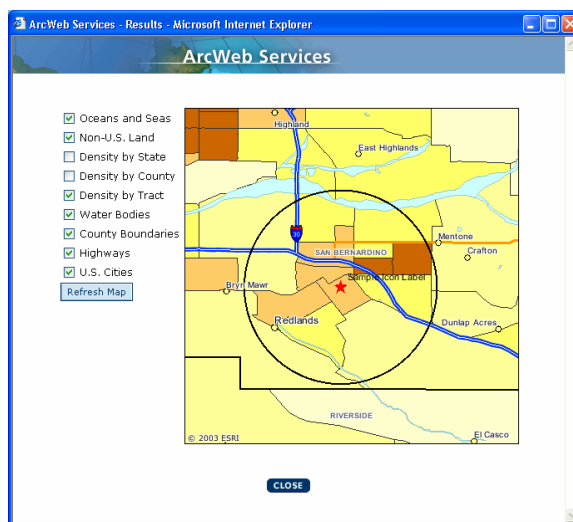 ArcWeb Services - Results - Microsoft Internet Explorer
ArcWeb Services
Oceans and Seas
Non-U.S. Land
Density by State
Density by County
Density by Tract
Water Bodies
County Boundaries
Highways
U.S. Cities
Refresh Map
Highland
East Highlands
30
Mentone
SAN BERNARDINO
Crafton
Sample Icon Label
Bryn Mawr
Redlands
Dunlap Acres
RIVERSIDE
El Casco
© 2003 ESRI
CLOSE